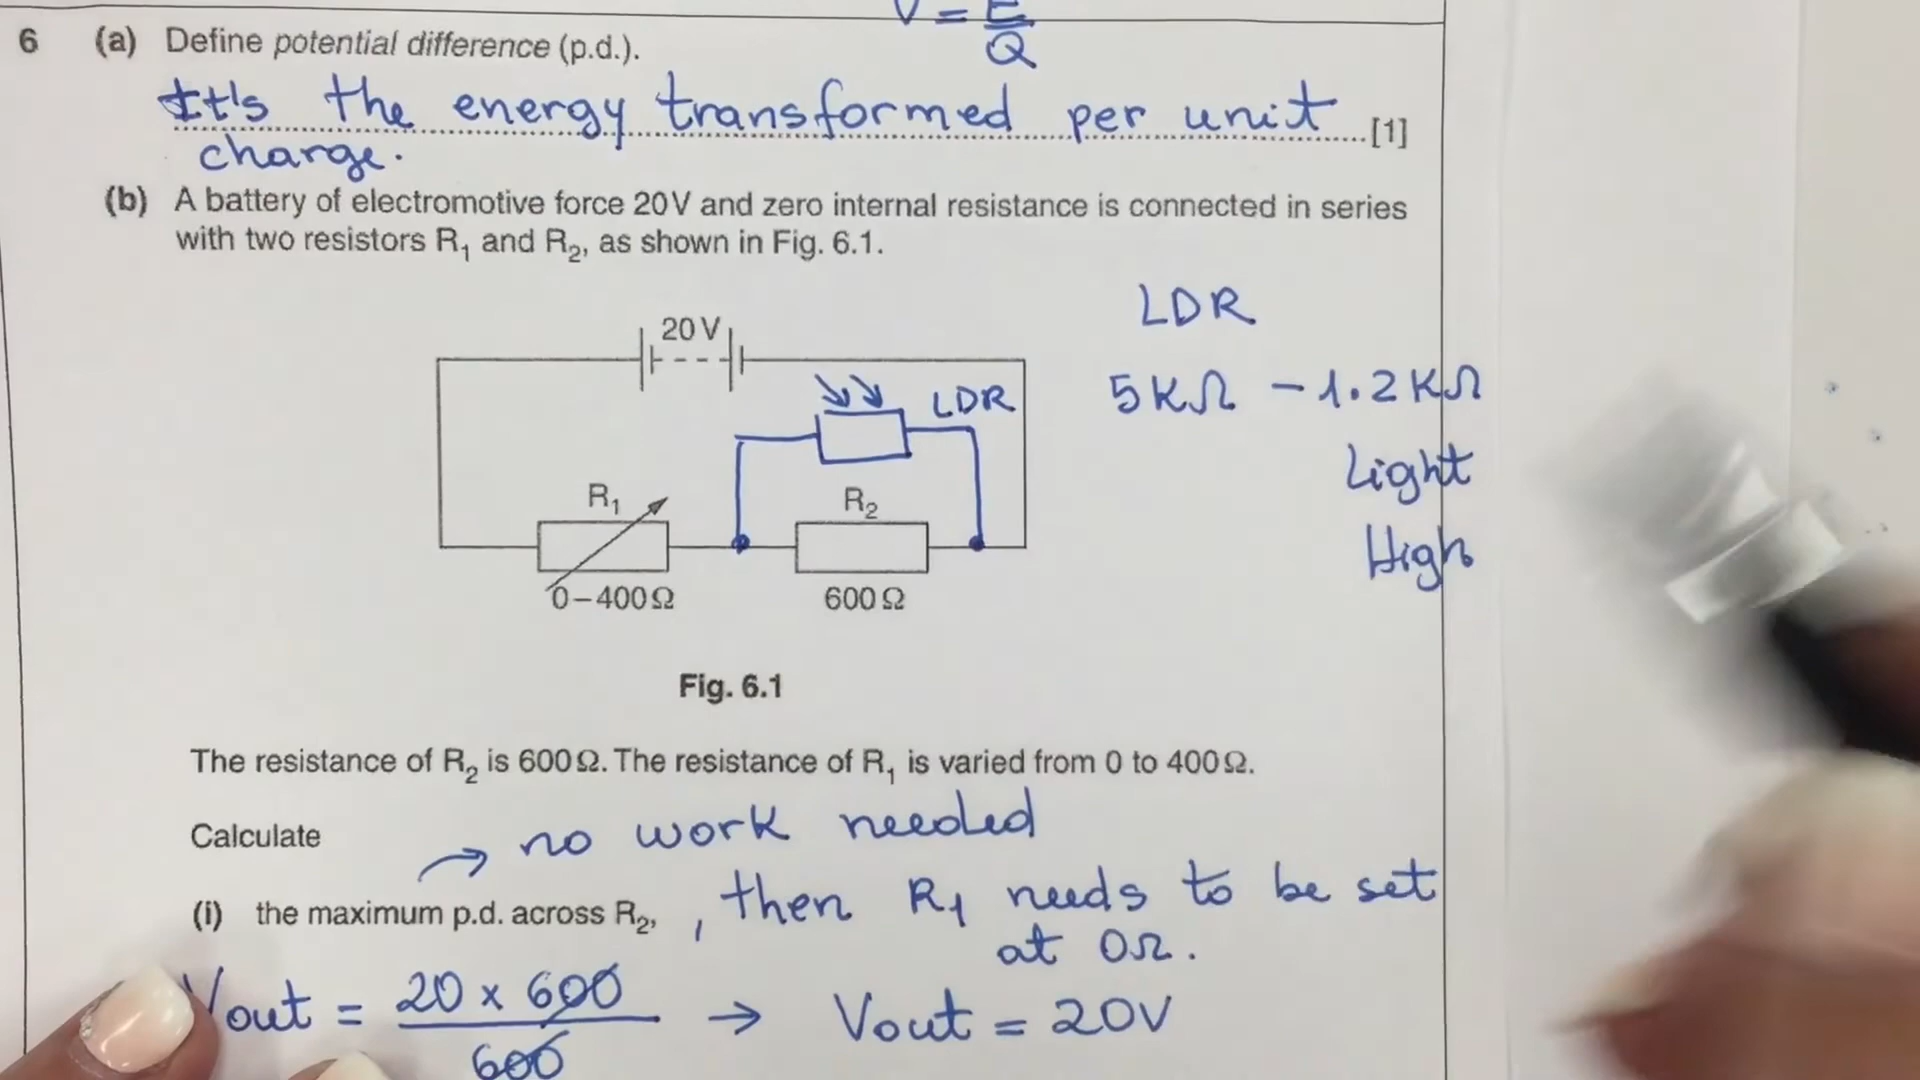 V = E
Q
6 (a) Define potential difference (p.d.).
It's the energy transformed per unit
charge. [1]
(b) A battery of electromotive force 20V and zero internal resistance is connected in series
with two resistors R₁ and R₂, as shown in Fig. 6.1.
LDR
20 V
5KΩ - 1.2KΩ
LDR
Light
R₁
R₂
High
0–400Ω
600Ω
Fig. 6.1
The resistance of R₂ is 600Ω. The resistance of R₁ is varied from 0 to 400Ω.
Calculate
→ no work needed
(i) the maximum p.d. across R₂, , then R1 needs to be set
at 0Ω.
Vout = 20 x 600 → Vout = 20V
600